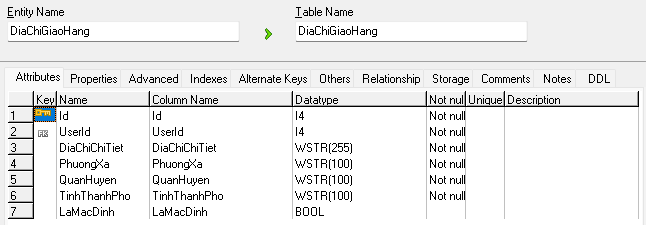 Entity Name Table Name
DiaChiGiaoHang DiaChiGiaoHang
Attributes Properties Advanced Indexes Alternate Keys Others Relationship Storage Comments Notes DDL
Key Name Column Name Datatype Not nul Unique Description
1 Id Id I4 Not null
2 FK UserId UserId I4 Not null
3 DiaChiChiTiet DiaChiChiTiet WSTR(255) Not null
4 PhuongXa PhuongXa WSTR(100) Not null
5 QuanHuyen QuanHuyen WSTR(100) Not null
6 TinhThanhPho TinhThanhPho WSTR(100) Not null
7 LaMacDinh LaMacDinh BOOL